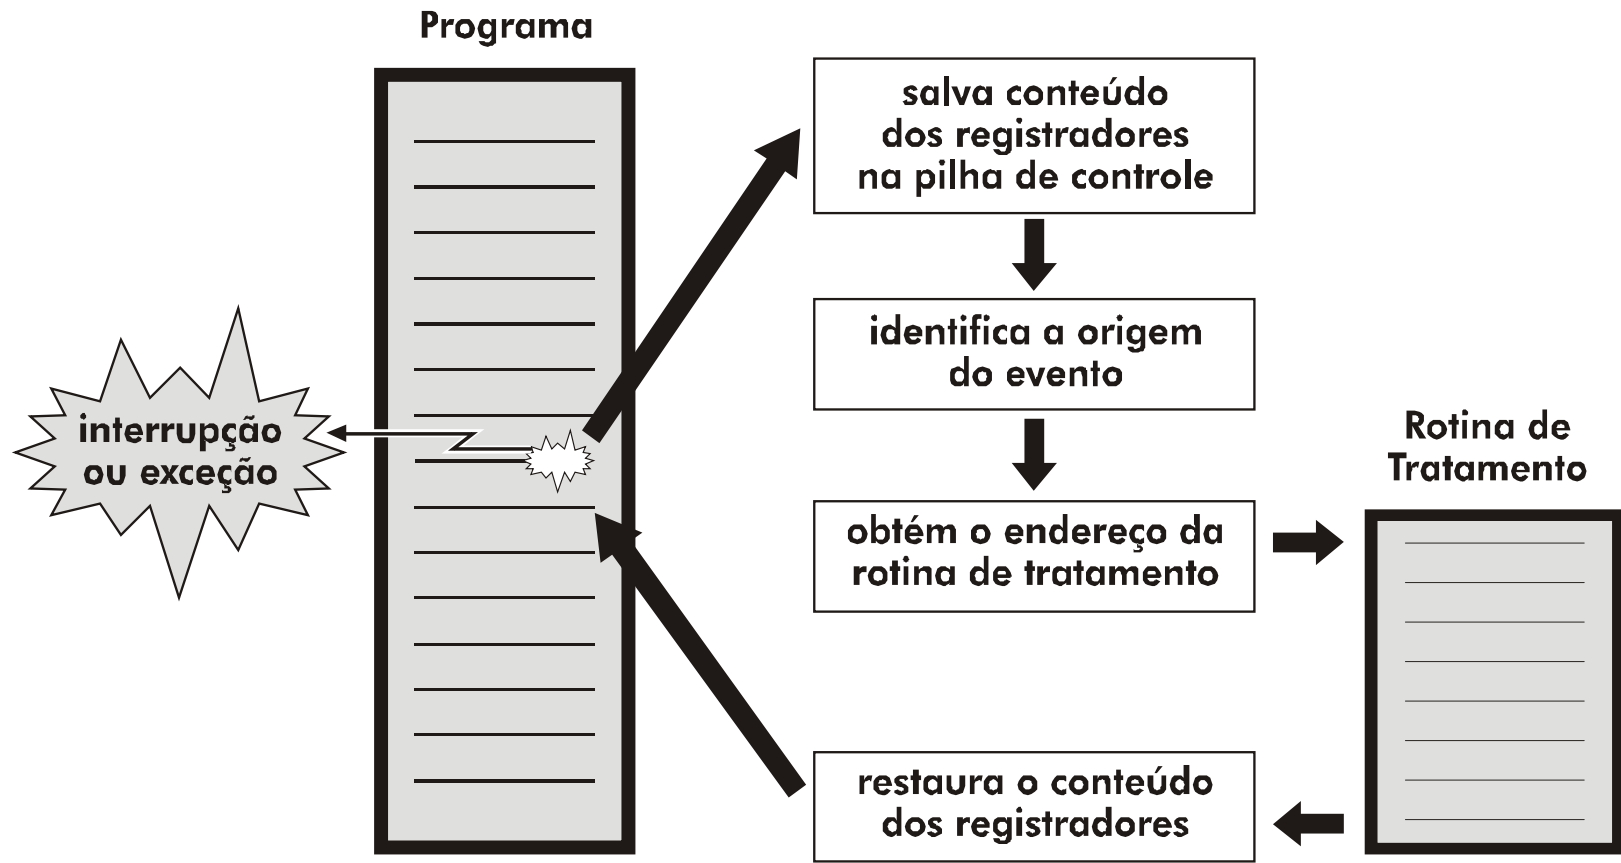 Programa
salva conteúdo
dos registradores
na pilha de controle
identifica a origem
do evento
interrupção
ou exceção
Rotina de
Tratamento
obtém o endereço da
rotina de tratamento
restaura o conteúdo
dos registradores